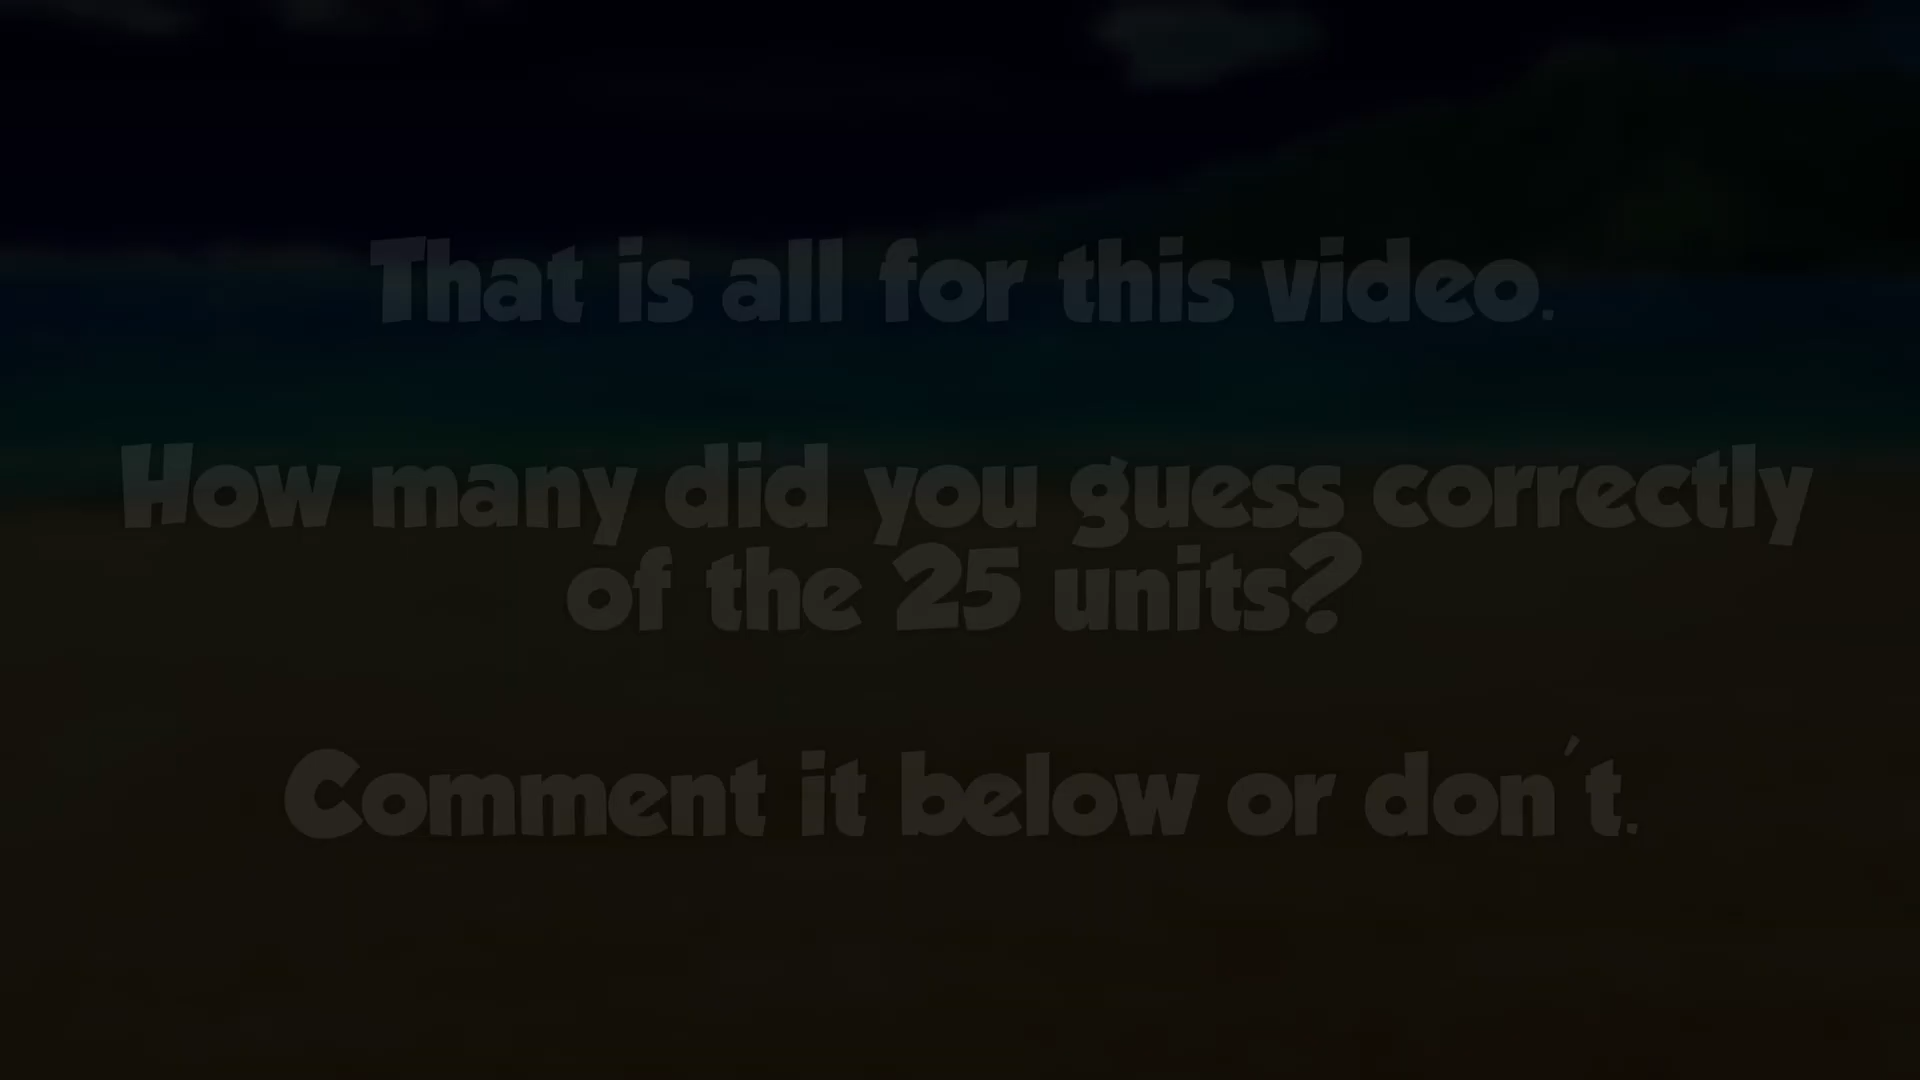 That is all for this video.
How many did you guess correctly
of the 25 units?
Comment it below or don't.